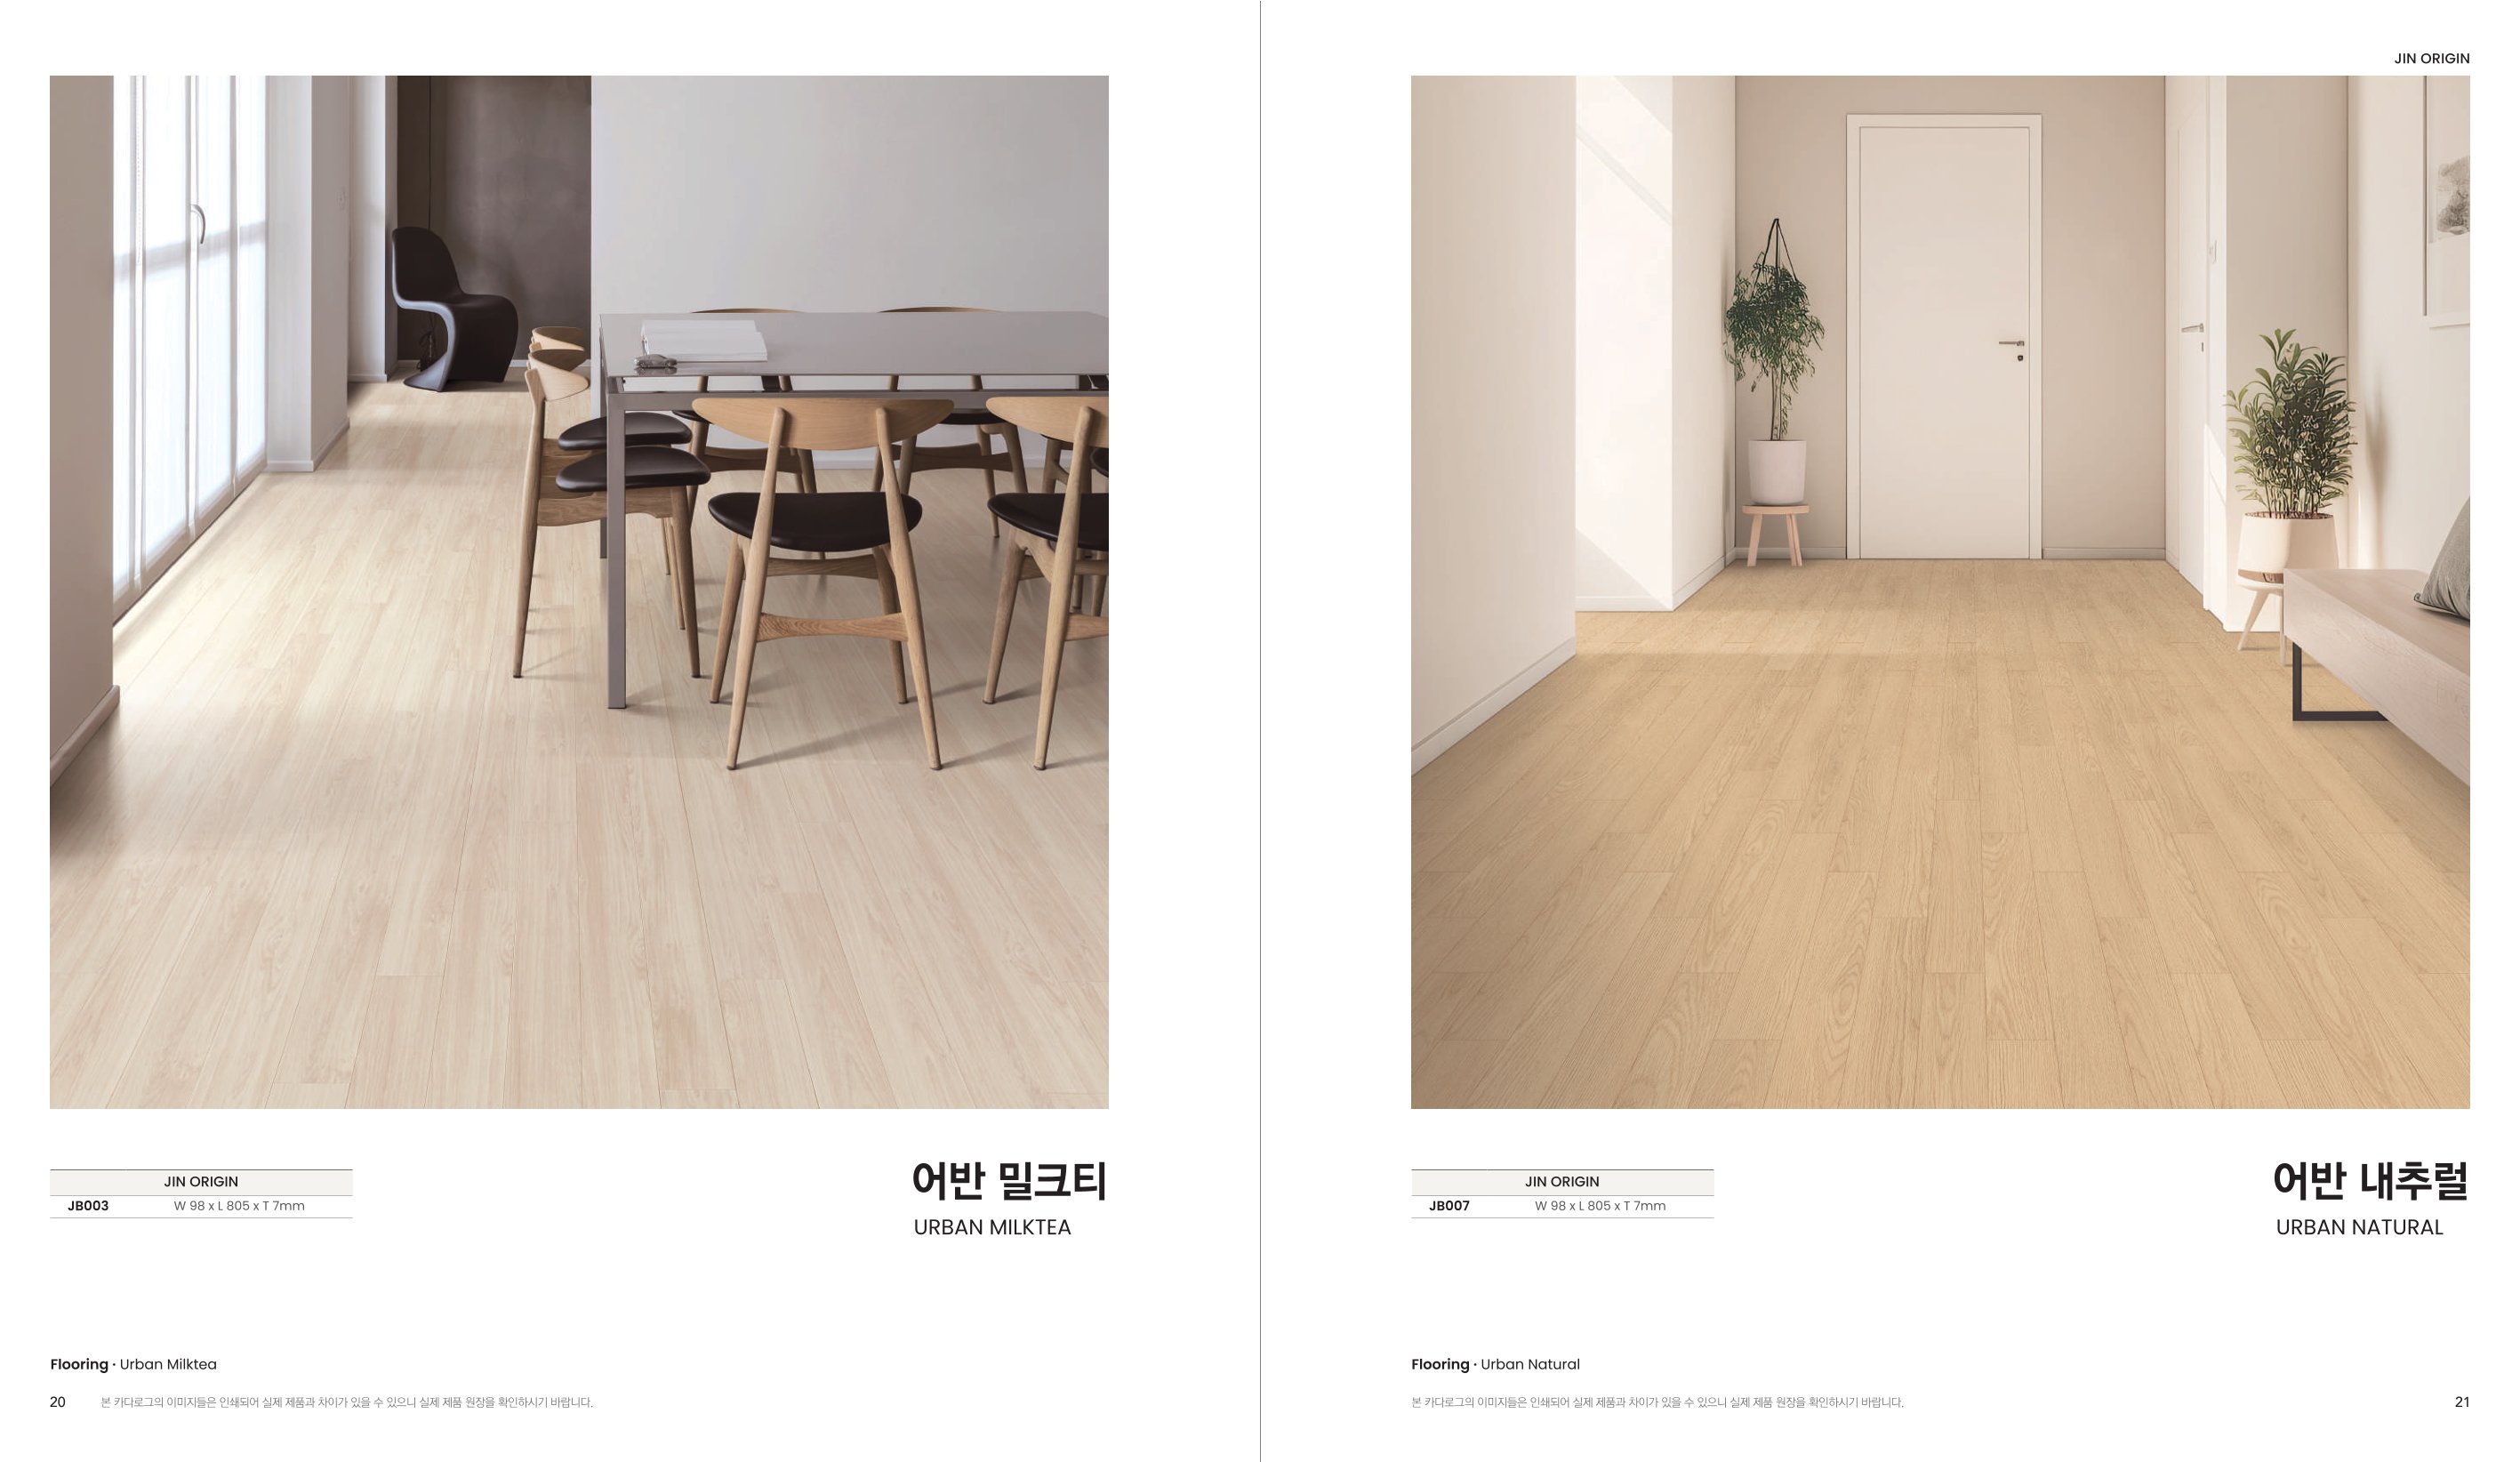 JIN ORIGIN
JB003 W 98 x L 805 x T 7mm
어반 밀크티
URBAN MILKTEA
Flooring · Urban Milktea
20 본 카다로그의 이미지들은 인쇄되어 실제 제품과 차이가 있을 수 있으니 실제 제품 원장을 확인하시기 바랍니다.
JIN ORIGIN
JIN ORIGIN
JB007 W 98 x L 805 x T 7mm
어반 내추럴
URBAN NATURAL
Flooring · Urban Natural
본 카다로그의 이미지들은 인쇄되어 실제 제품과 차이가 있을 수 있으니 실제 제품 원장을 확인하시기 바랍니다. 21